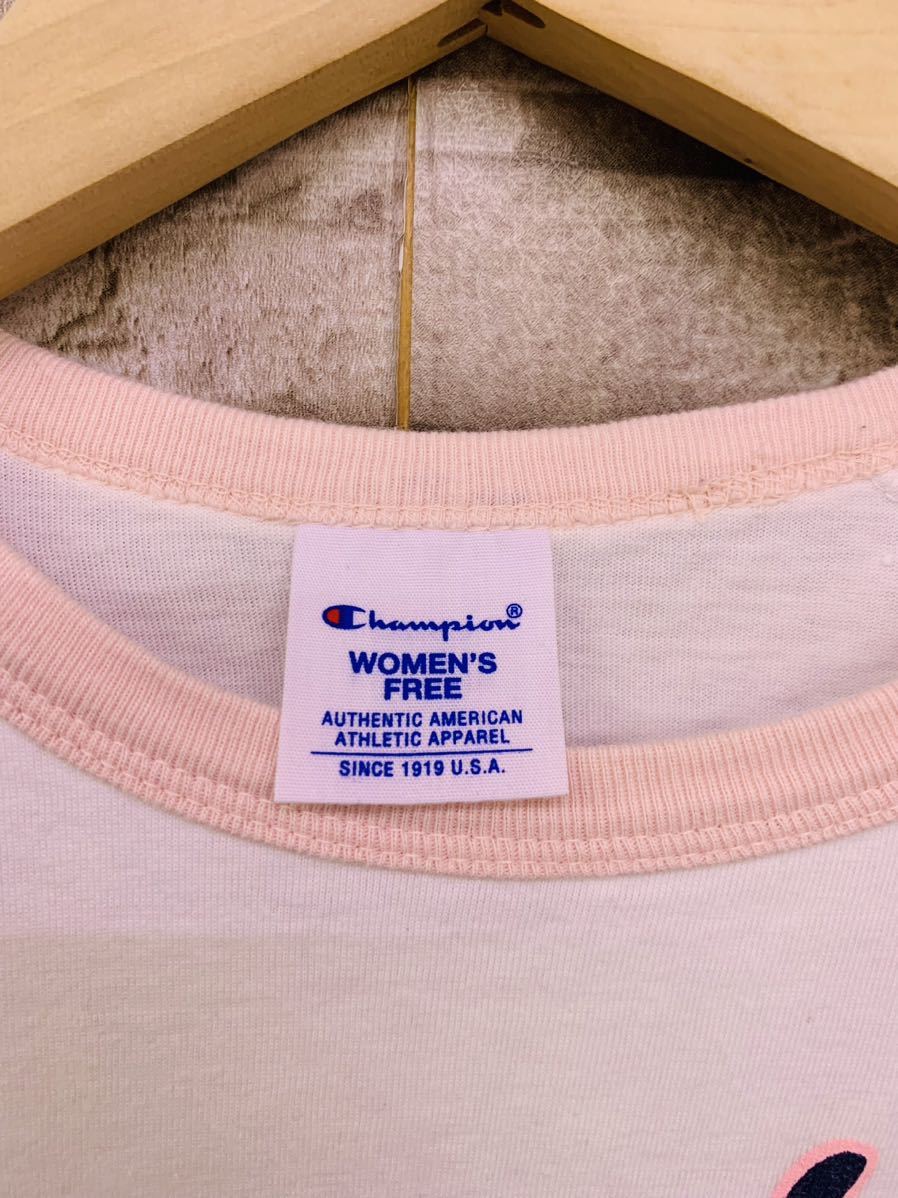 Champion®
WOMEN'S
FREE
AUTHENTIC AMERICAN
ATHLETIC APPAREL
SINCE 1919 U.S.A.